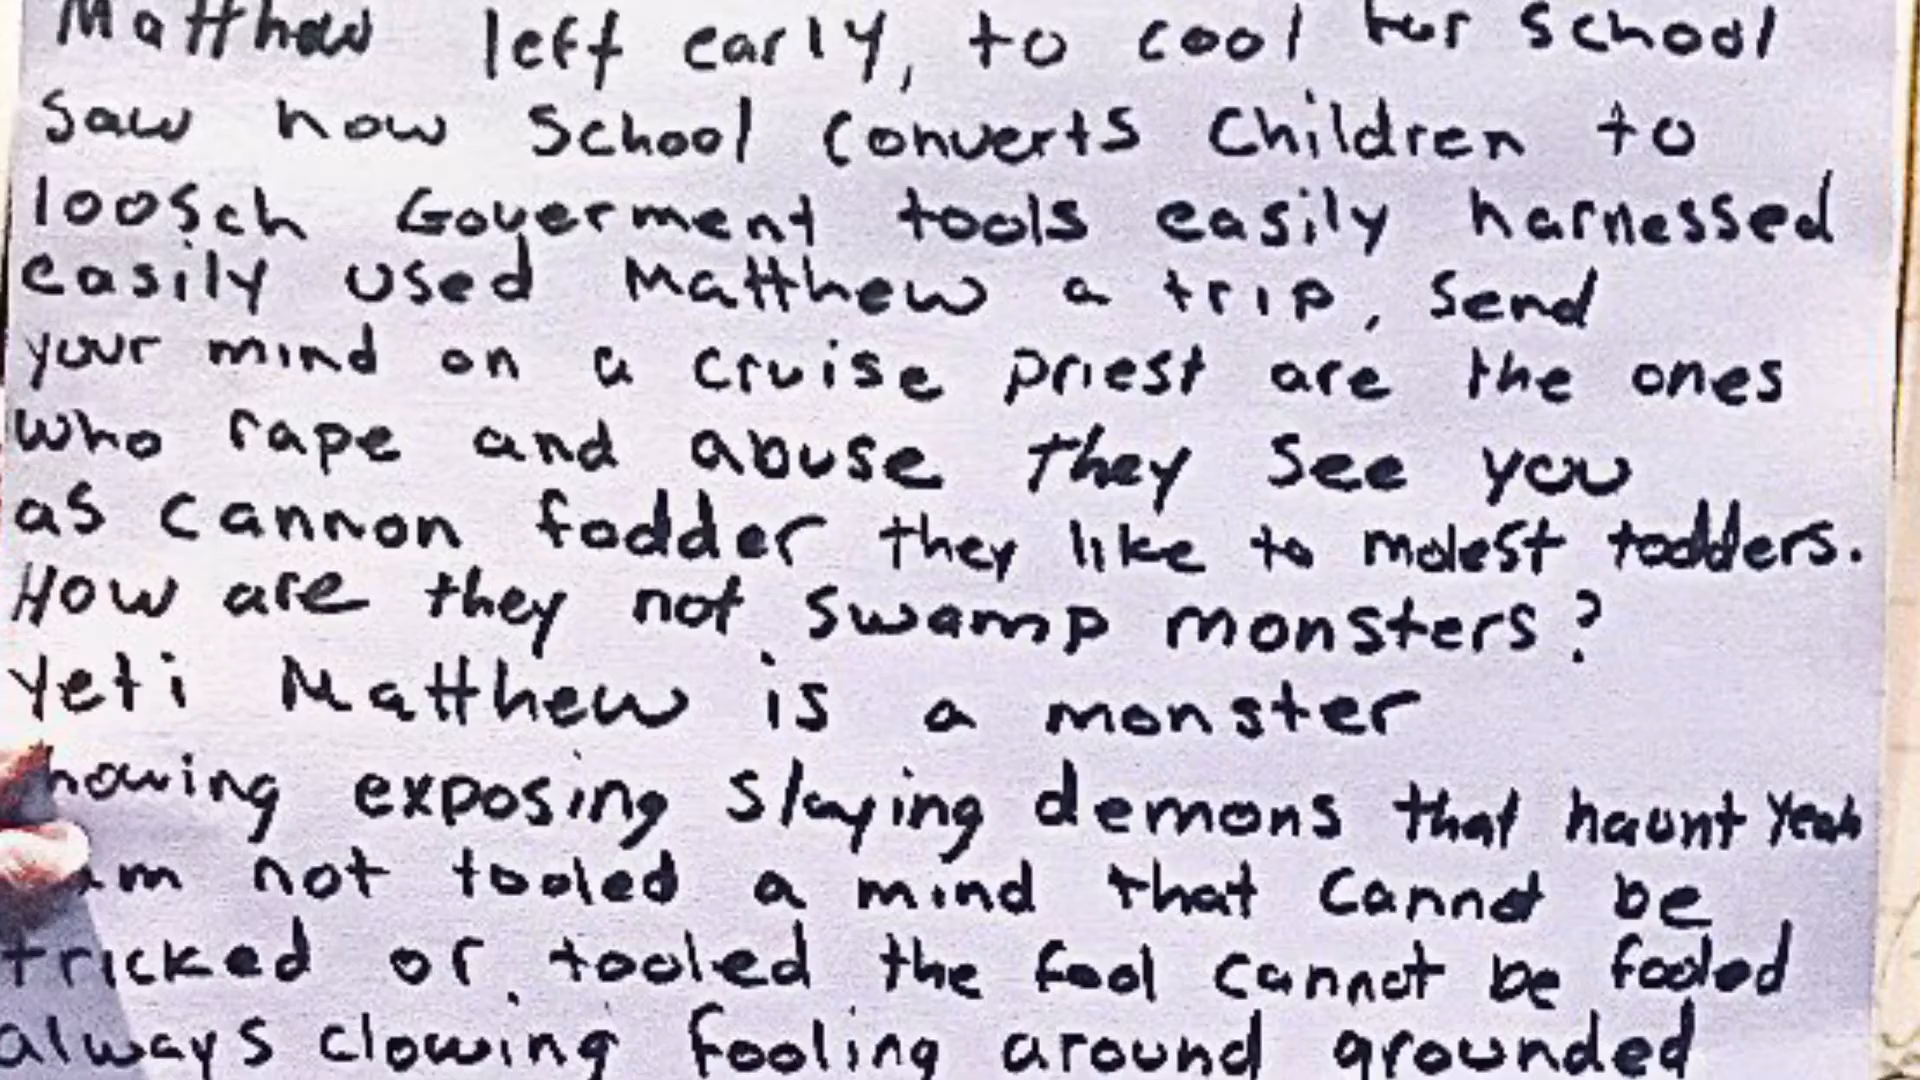 Matthew left early, to cool for school
saw how school converts children to
loosch Goverment tools easily harnessed
easily used Matthew a trip, send
your mind on a cruise priest are the ones
who rape and abuse they see you
as cannon fodder they like to molest todders.
How are they not swamp monsters?
Yeti Matthew is a monster
howing exposing slaying demons that haunt Yeah
am not tooled a mind that cannot be
tricked or tooled the fool cannot be fooled
always clowing fooling around grounded